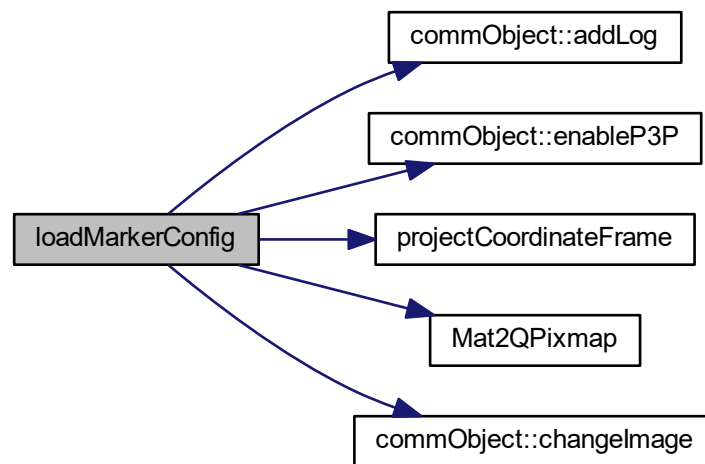 commObject::addLog
commObject::enableP3P
loadMarkerConfig
projectCoordinateFrame
Mat2QPixmap
commObject::changeImage